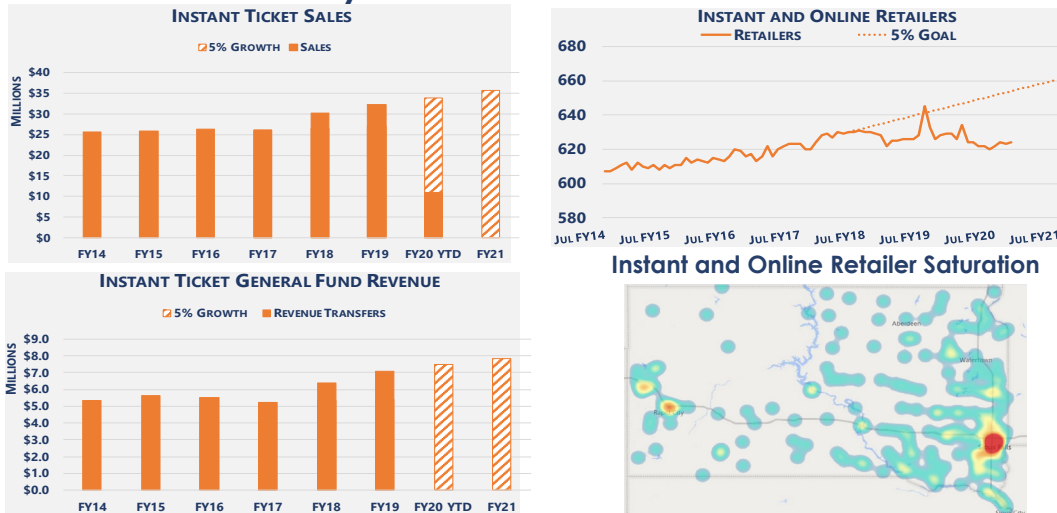 INSTANT TICKET SALES
5% GROWTH SALES
MILLIONS
$40
$35
$30
$25
$20
$15
$10
$5
$0
FY14 FY15 FY16 FY17 FY18 FY19 FY20 YTD FY21
INSTANT AND ONLINE RETAILERS
RETAILERS 5% GOAL
680
660
640
620
600
580
JUL FY14 JUL FY15 JUL FY16 JUL FY17 JUL FY18 JUL FY19 JUL FY20 JUL FY21
INSTANT TICKET GENERAL FUND REVENUE
5% GROWTH REVENUE TRANSFERS
MILLIONS
$9.0
$8.0
$7.0
$6.0
$5.0
$4.0
$3.0
$2.0
$1.0
$0.0
FY14 FY15 FY16 FY17 FY18 FY19 FY20 YTD FY21
Instant and Online Retailer Saturation
Aberdeen
Watertown